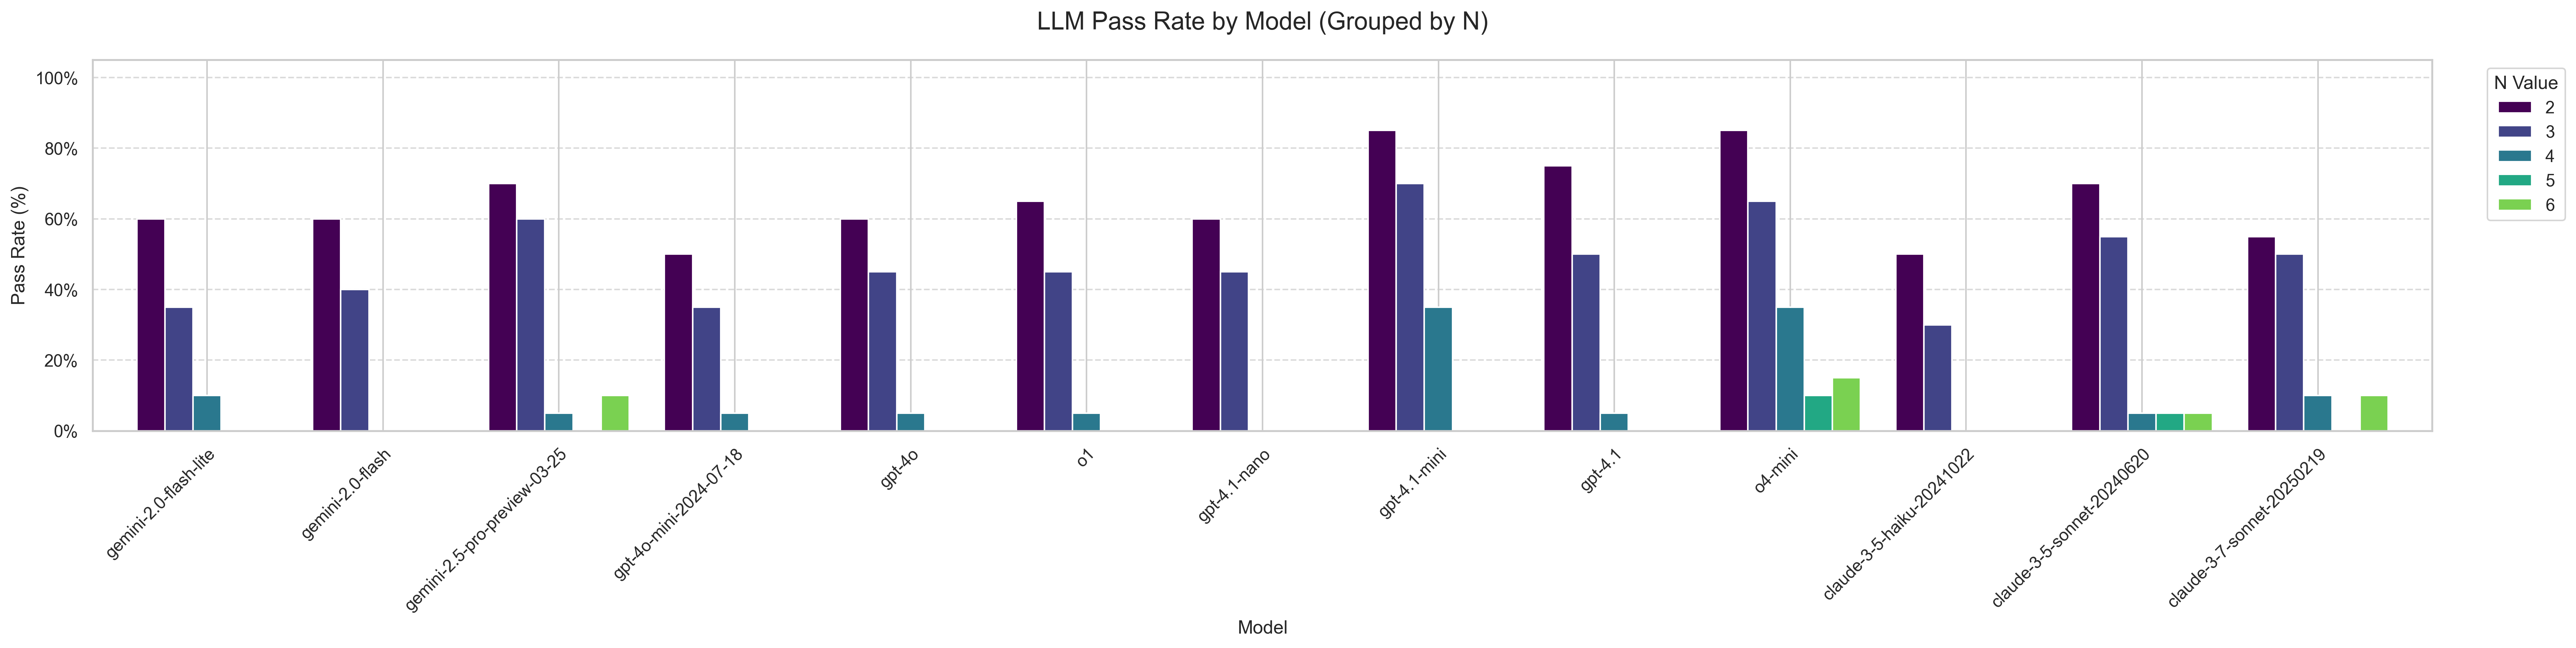 LLM Pass Rate by Model (Grouped by N)
Pass Rate (%)
100%
80%
60%
40%
20%
0%
N Value
2
3
4
5
6
gemini-2.0-flash-lite
gemini-2.0-flash
gemini-2.5-pro-preview-03-25
gpt-4o-mini-2024-07-18
gpt-4o
o1
gpt-4.1-nano
gpt-4.1-mini
gpt-4.1
o4-mini
claude-3-5-haiku-20241022
claude-3-5-sonnet-20240620
claude-3-7-sonnet-20250219
Model